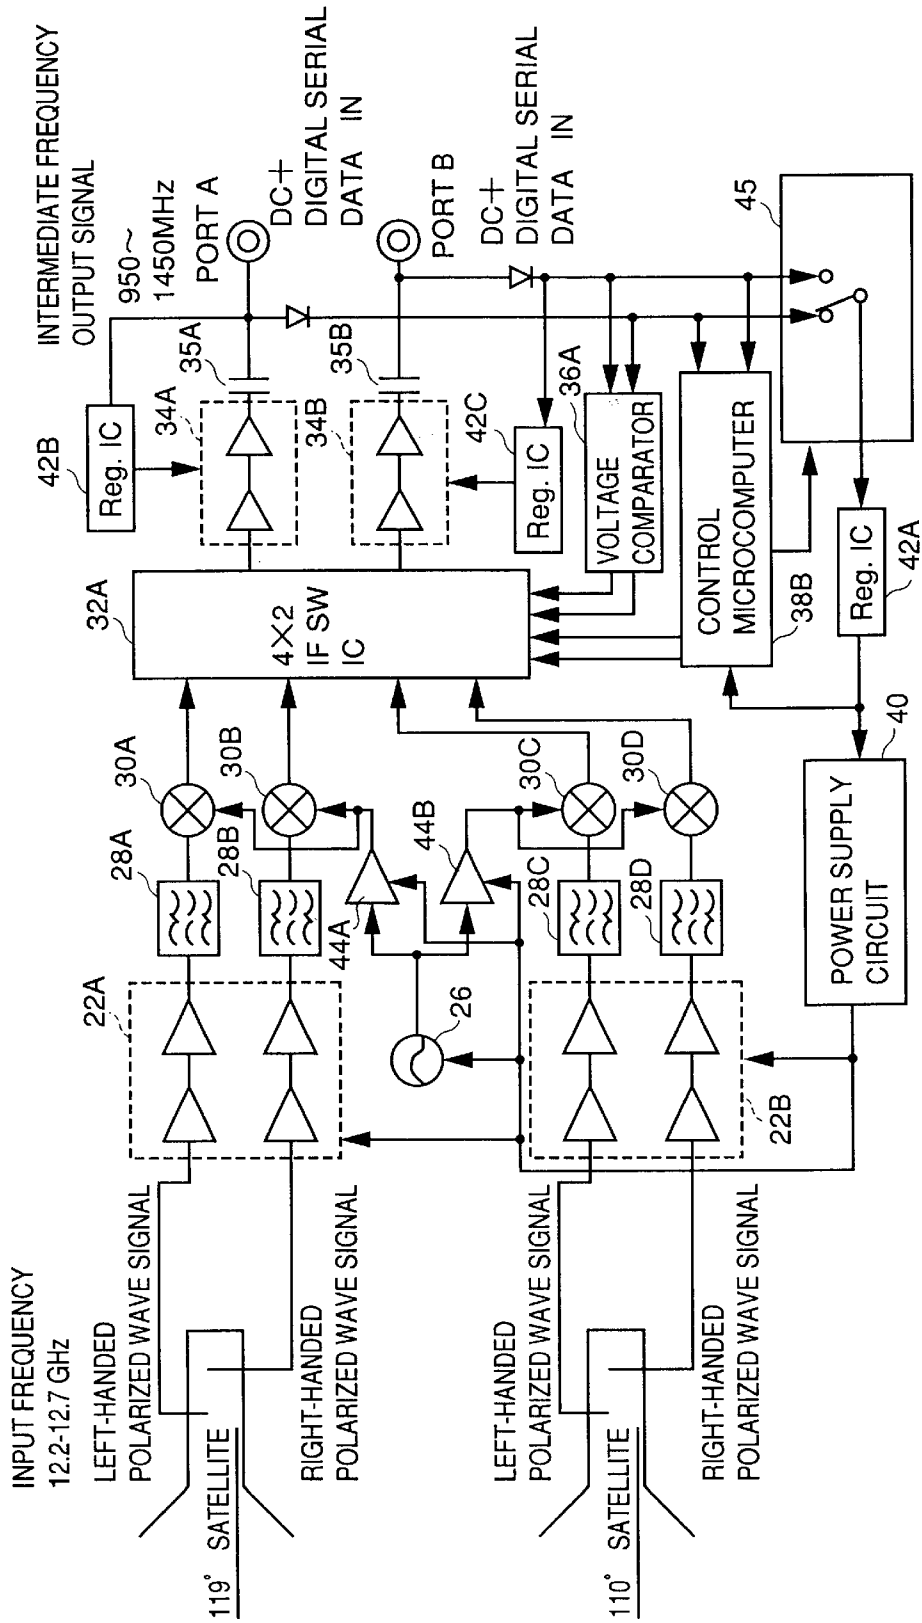 INPUT FREQUENCY
12.2-12.7 GHz
LEFT-HANDED
POLARIZED WAVE SIGNAL
119° SATELLITE
RIGHT-HANDED
POLARIZED WAVE SIGNAL
LEFT-HANDED
POLARIZED WAVE SIGNAL
110° SATELLITE
RIGHT-HANDED
POLARIZED WAVE SIGNAL
22A
22B
26
28A
28B
28C
28D
44A
44B
30A
30B
30C
30D
POWER SUPPLY
CIRCUIT
40
32A
4×2
IF SW
IC
42B
Reg. IC
34A
35A
34B
35B
42C
Reg. IC
36A
VOLTAGE
COMPARATOR
CONTROL
MICROCOMPUTER
38B
Reg. IC
42A
45
INTERMEDIATE FREQUENCY
OUTPUT SIGNAL
950~
1450MHz
PORT A
DC+
DIGITAL SERIAL
DATA IN
PORT B
DC+
DIGITAL SERIAL
DATA IN